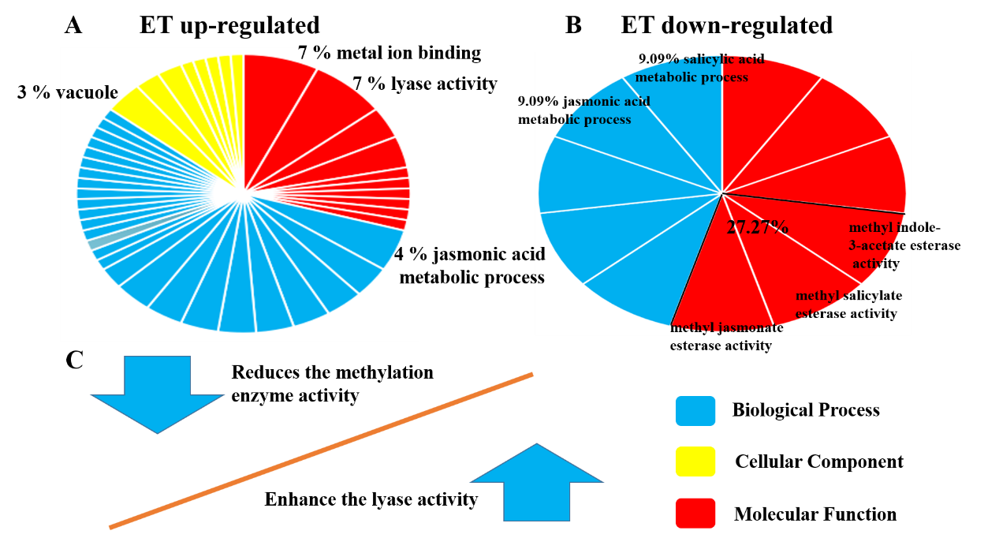 A
ET up-regulated
7 % metal ion binding
7 % lyase activity
3 % vacuole
4 % jasmonic acid
metabolic process
B
ET down-regulated
9.09% salicylic acid
metabolic process
9.09% jasmonic acid
metabolic process
27.27%
methyl indole-
3-acetate esterase
activity
methyl salicylate
esterase activity
methyl jasmonate
esterase activity
C
Reduces the methylation
enzyme activity
Enhance the lyase activity
Biological Process
Cellular Component
Molecular Function